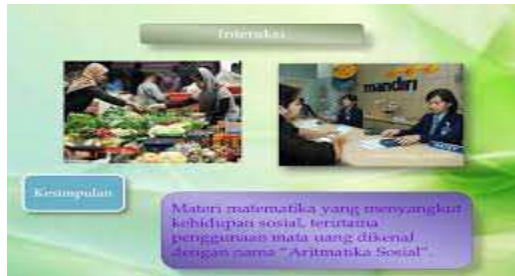 Interaksi
mandiri
Kesimpulan
Materi matematika yang menyangkut
kehidupan sosial, terutama
penggunaan mata uang dikenal
dengan nama "Aritmatika Sosial"